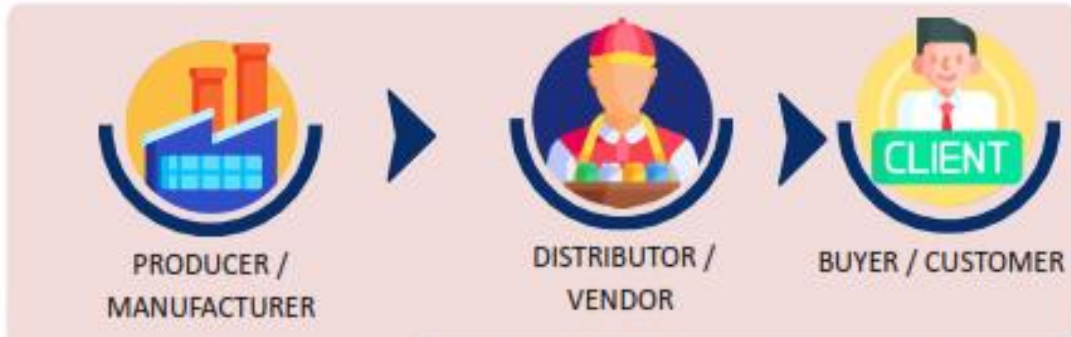 CLIENT
PRODUCER /
MANUFACTURER
DISTRIBUTOR /
VENDOR
BUYER / CUSTOMER